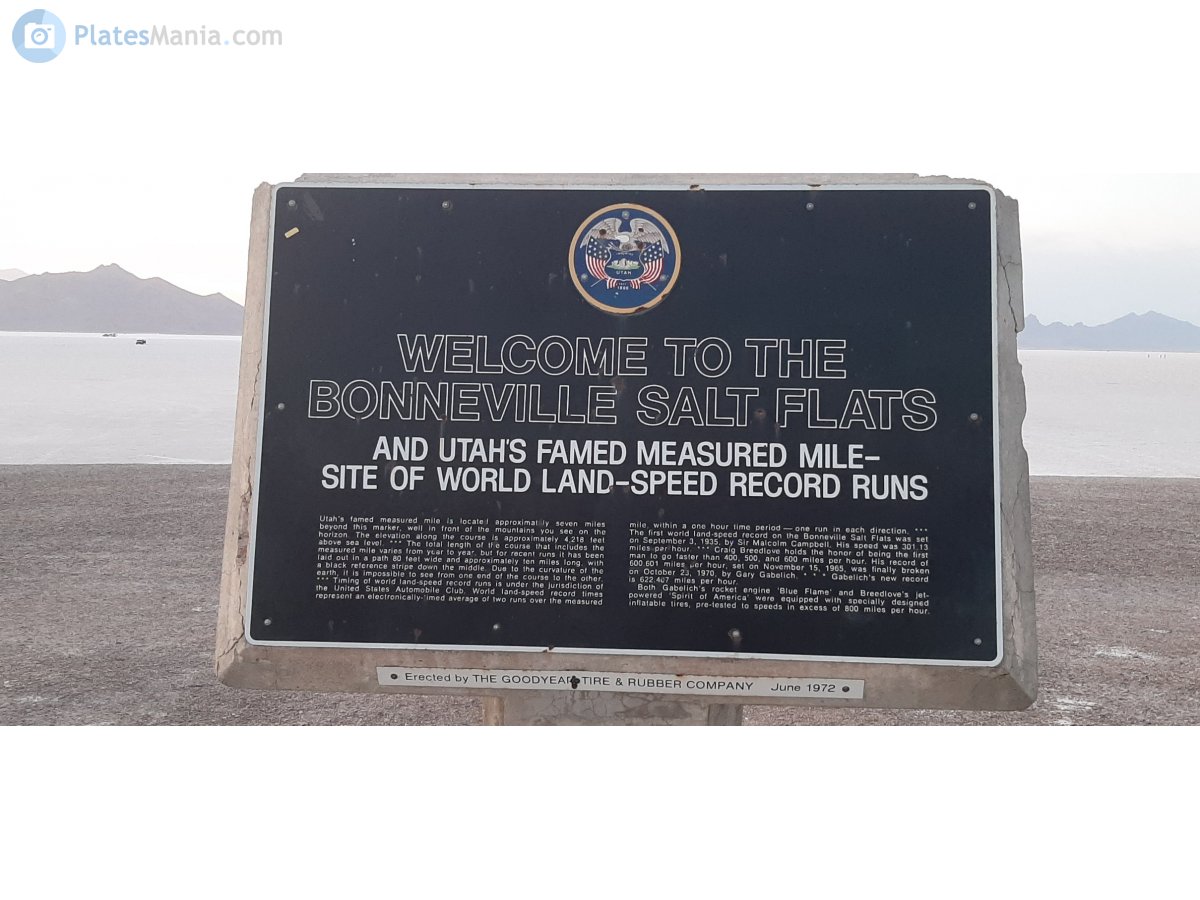 PlatesMania.com
UTAH
1896
WELCOME TO THE
BONNEVILLE SALT FLATS
AND UTAH'S FAMED MEASURED MILE–
SITE OF WORLD LAND-SPEED RECORD RUNS
Utah's famed measured mile is located approximately seven miles
beyond this marker, well in front of the mountains you see on the
horizon. The elevation along the course is approximately 4,218 feet
above sea level. *** The total length of the course that includes the
measured mile varies from year to year, but for recent runs it has been
laid out in a path 80 feet wide and approximately ten miles long, with
a black reference stripe down the middle. Due to the curvature of the
earth, it is impossible to see from one end of the course to the other.
*** Timing of world land-speed record runs is under the jurisdiction of
the United States Automobile Club. World land-speed record times
represent an electronically-timed average of two runs over the measured
mile, within a one hour time period — one run in each direction. ***
The first world land-speed record on the Bonneville Salt Flats was set
on September 3, 1935, by Sir Malcolm Campbell. His speed was 301.13
miles per hour. *** Craig Breedlove holds the honor of being the first
man to go faster than 400, 500, and 600 miles per hour. His record of
600.601 miles per hour, set on November 15, 1965, was finally broken
on October 23, 1970, by Gary Gabelich. * * * Gabelich's new record
is 622.407 miles per hour.
Both Gabelich's rocket engine 'Blue Flame' and Breedlove's jet-
powered 'Spirit of America' were equipped with specially designed
inflatable tires, pre-tested to speeds in excess of 800 miles per hour.
Erected by THE GOODYEAR TIRE & RUBBER COMPANY June 1972